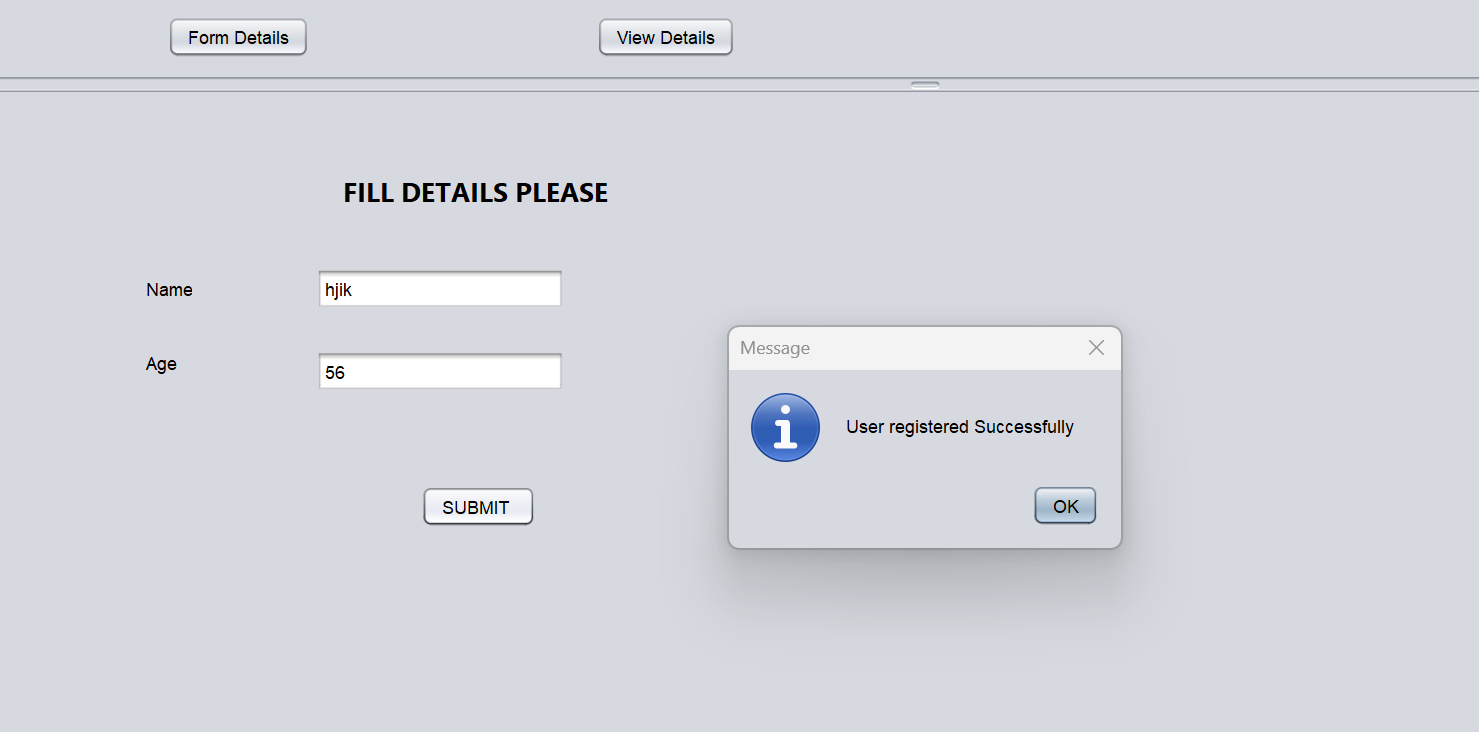 Form Details
View Details
FILL DETAILS PLEASE
Name
hjik
Age
56
SUBMIT
Message
User registered Successfully
OK